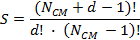 S = (N_CM + d - 1)! / d! · (N_CM - 1)!